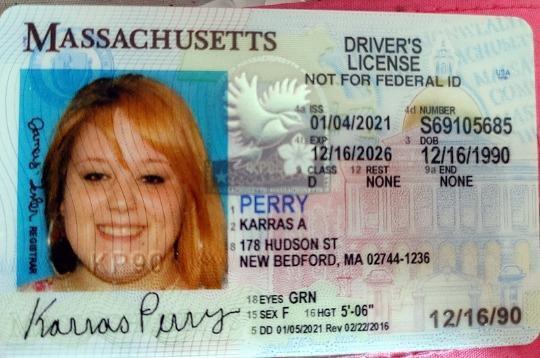 MASSACHUSETTS
DRIVER'S
LICENSE
NOT FOR FEDERAL ID
USA
4a ISS 4d NUMBER
01/04/2021 S69105685
4b EXP 3 DOB
12/16/2026 12/16/1990
9 CLASS 12 REST 9a END
D NONE NONE
1 PERRY
2 KARRAS A
8 178 HUDSON ST
NEW BEDFORD, MA 02744-1236
18 EYES GRN
15 SEX F 16 HGT 5'-06"
5 DD 01/05/2021 Rev 02/22/2016
12/16/90
REGISTRAR
KP90
Karras Perry